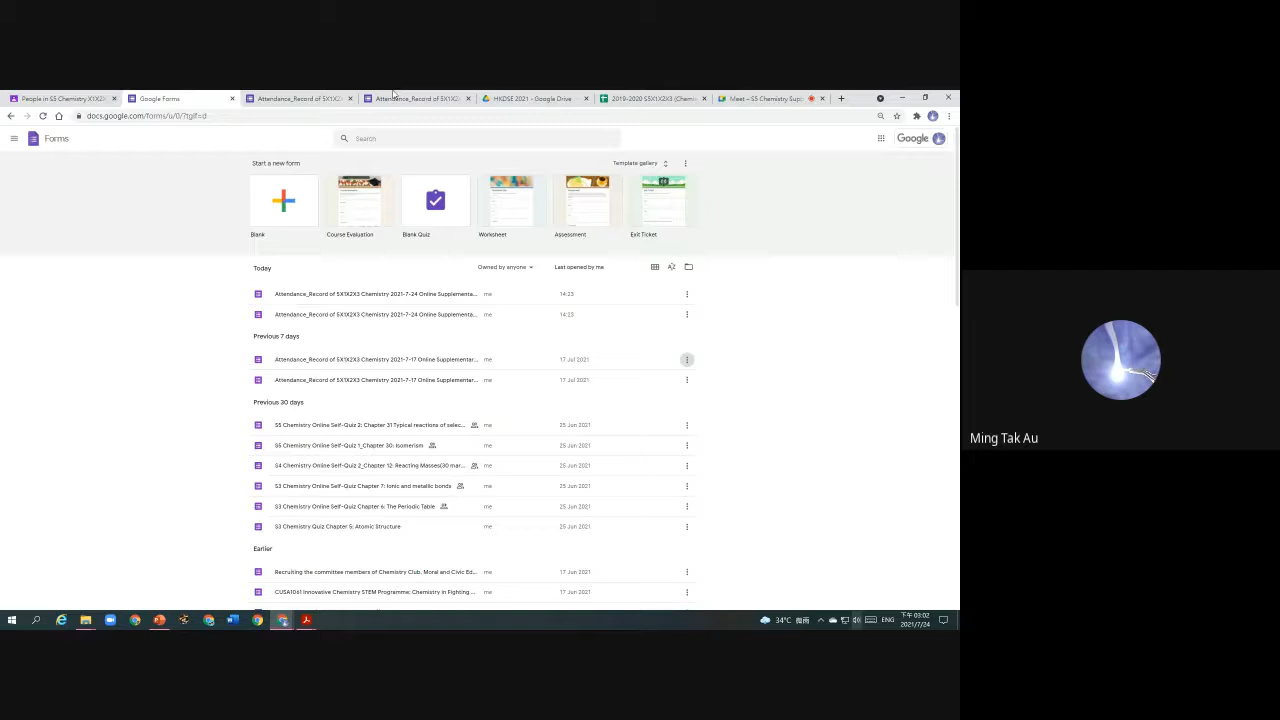 People in S5 Chemistry X1X2X
Google Forms
Attendance_Record of 5X1X2X
Attendance_Record of 5X1X2X
HKDSE 2021 - Google Drive
2019-2020 S5X1X2X3 (Chemis
Meet – S5 Chemistry Supp
docs.google.com/forms/u/0/?tgif=d
Forms
Search
Google
Start a new form
Template gallery
Blank
Course Evaluation
Blank Quiz
Worksheet
Assessment
Exit Ticket
Today
Owned by anyone
Last opened by me
Attendance_Record of 5X1X2X3 Chemistry 2021-7-24 Online Supplementa... me 14:23
Attendance_Record of 5X1X2X3 Chemistry 2021-7-24 Online Supplementa... me 14:23
Previous 7 days
Attendance_Record of 5X1X2X3 Chemistry 2021-7-17 Online Supplementar... me 17 Jul 2021
Attendance_Record of 5X1X2X3 Chemistry 2021-7-17 Online Supplementar... me 17 Jul 2021
Previous 30 days
S5 Chemistry Online Self-Quiz 2: Chapter 31 Typical reactions of selec... me 25 Jun 2021
S5 Chemistry Online Self-Quiz 1_Chapter 30: Isomerism me 25 Jun 2021
S4 Chemistry Online Self-Quiz 2_Chapter 12: Reacting Masses(30 mar... me 25 Jun 2021
S3 Chemistry Online Self-Quiz Chapter 7: Ionic and metallic bonds me 25 Jun 2021
S3 Chemistry Online Self-Quiz Chapter 6: The Periodic Table me 25 Jun 2021
S3 Chemistry Quiz Chapter 5: Atomic Structure me 25 Jun 2021
Earlier
Recruiting the committee members of Chemistry Club, Moral and Civic Ed... me 17 Jun 2021
CUSA1061 Innovative Chemistry STEM Programme: Chemistry in Fighting ... me 17 Jun 2021
Ming Tak Au
34°C
ENG
下午 03:02
2021/7/24